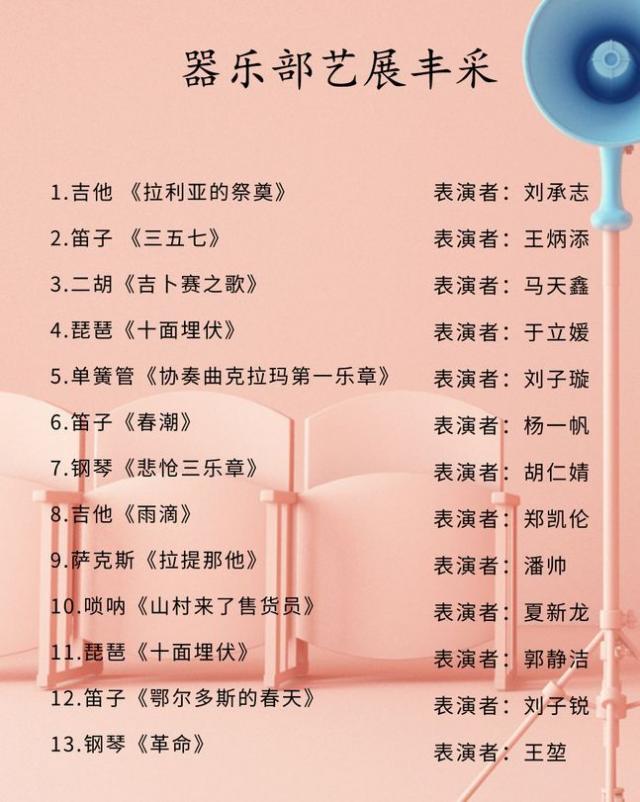 器乐部艺展丰采
1.吉他 《拉利亚的祭奠》 表演者：刘承志
2.笛子 《三五七》 表演者：王炳添
3.二胡《吉卜赛之歌》 表演者：马天鑫
4.琵琶《十面埋伏》 表演者：于立媛
5.单簧管《协奏曲克拉玛第一乐章》 表演者：刘子璇
6.笛子《春潮》 表演者：杨一帆
7.钢琴《悲怆三乐章》 表演者：胡仁婧
8.吉他《雨滴》 表演者：郑凯伦
9.萨克斯《拉提那他》 表演者：潘帅
10.唢呐《山村来了售货员》 表演者：夏新龙
11.琵琶《十面埋伏》 表演者：郭静洁
12.笛子《鄂尔多斯的春天》 表演者：刘子锐
13.钢琴《革命》 表演者：王堃